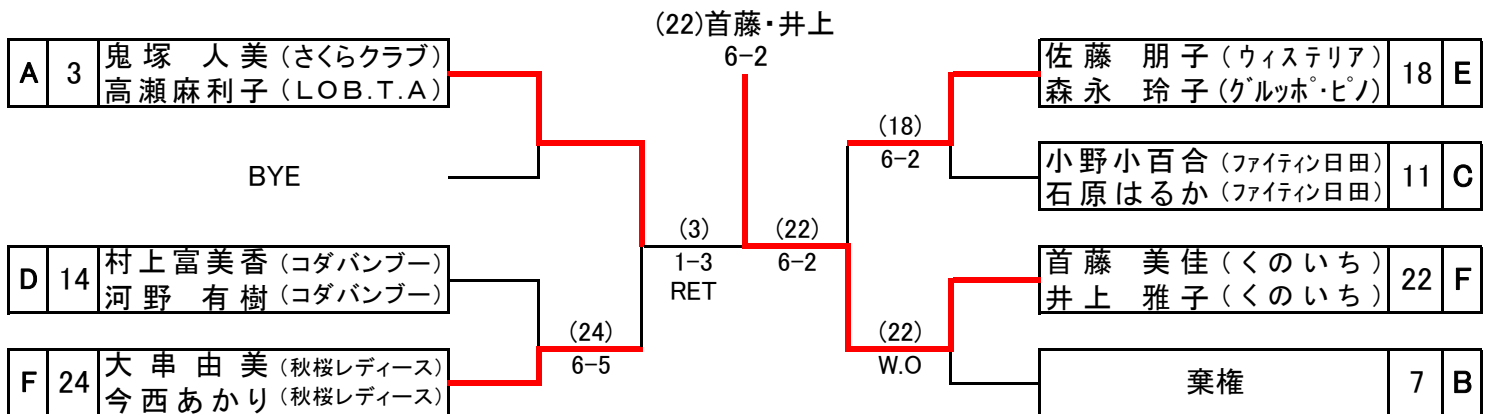 (22)首藤・井上
6-2
A 3 鬼塚 人美(さくらクラブ)
高瀬麻利子(LOB.T.A)
BYE
D 14 村上富美香(コダバンブー)
河野 有樹(コダバンブー)
F 24 大串由美(秋桜レディース)
今西あかり(秋桜レディース)
(24)
6-5
(3)
1-3
RET
(22)
6-2
(18)
6-2
(22)
W.O
佐藤 朋子(ウィステリア) 18 E
森永 玲子(グルッポ・ピノ)
小野小百合(ファイティン日田) 11 C
石原はるか(ファイティン日田)
首藤 美佳(くのいち) 22 F
井上 雅子(くのいち)
棄権 7 B